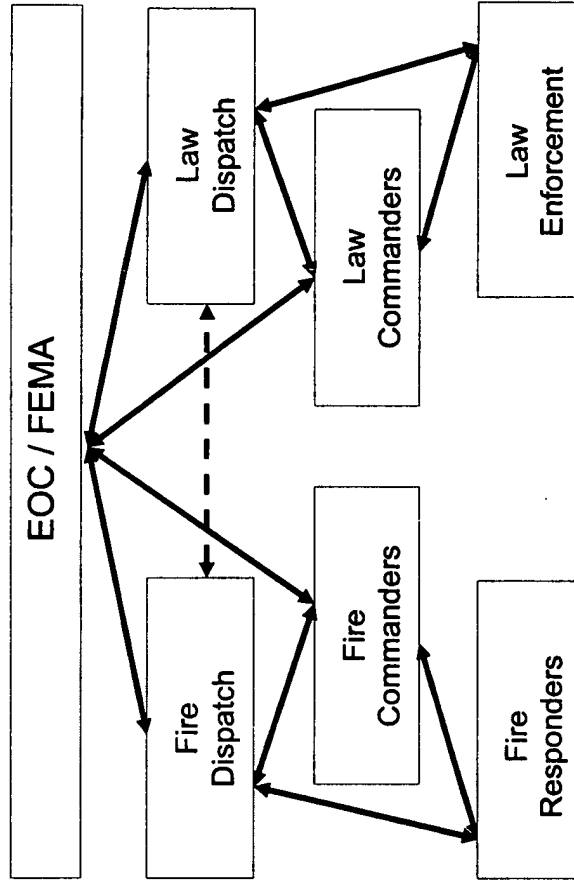 EOC / FEMA
Fire
Dispatch
Law
Dispatch
Fire
Commanders
Law
Commanders
Fire
Responders
Law
Enforcement